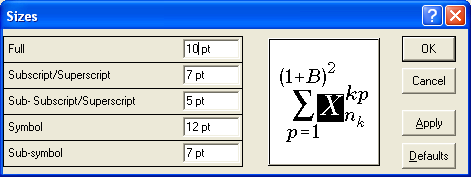 Sizes
Full 10 pt
Subscript/Superscript 7 pt
Sub- Subscript/Superscript 5 pt
Symbol 12 pt
Sub-symbol 7 pt
(1+B)²
∑ X kp nk
p=1
OK
Cancel
Apply
Defaults